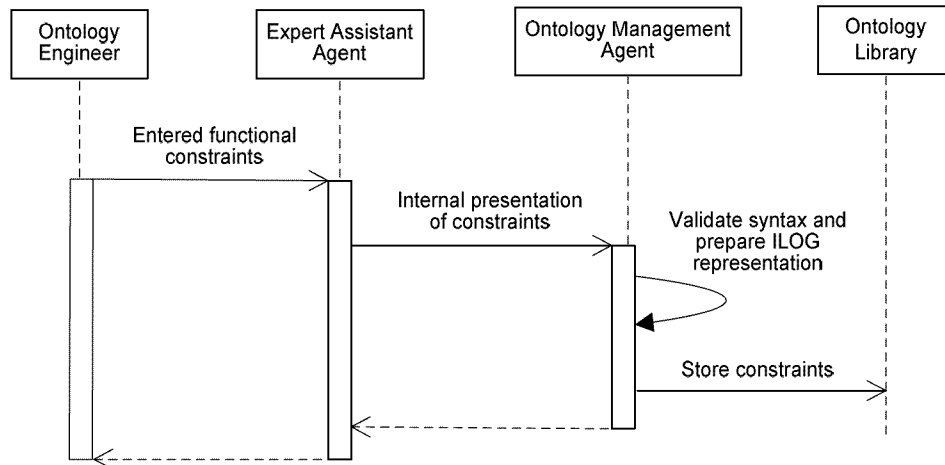 Ontology
Engineer
Expert Assistant
Agent
Ontology Management
Agent
Ontology
Library
Entered functional
constraints
Internal presentation
of constraints
Validate syntax and
prepare ILOG
representation
Store constraints